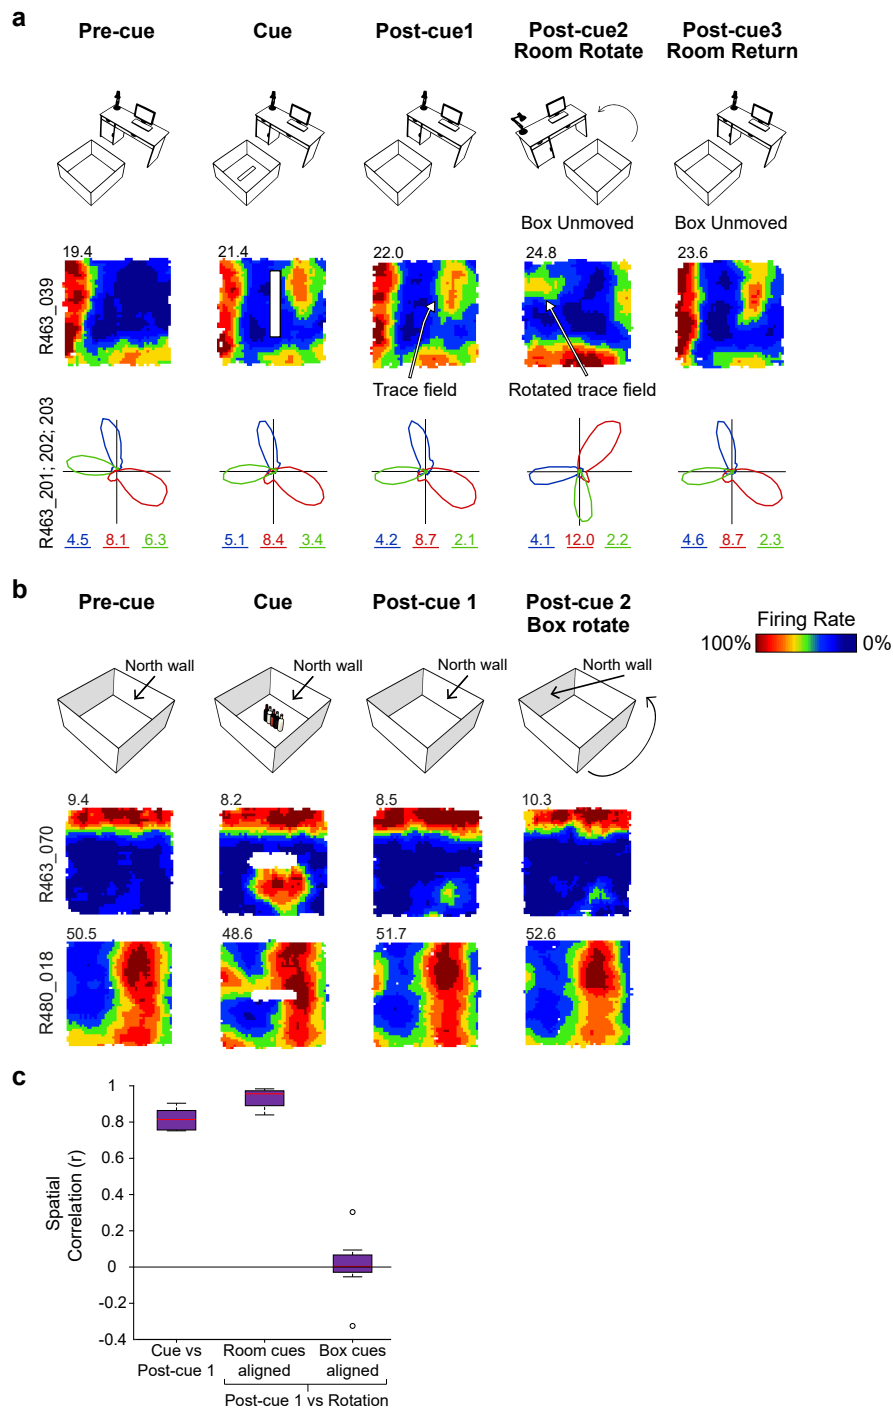 a
Pre-cue
Cue
Post-cue1
Post-cue2
Room Rotate
Post-cue3
Room Return
Box Unmoved
Box Unmoved
R463_039
19.4
21.4
22.0
24.8
23.6
Trace field
Rotated trace field
R463_201; 202; 203
4.5 8.1 6.3
5.1 8.4 3.4
4.2 8.7 2.1
4.1 12.0 2.2
4.6 8.7 2.3
b
Pre-cue
Cue
Post-cue 1
Post-cue 2
Box rotate
Firing Rate
100%
0%
North wall
North wall
North wall
North wall
R463_070
9.4
8.2
8.5
10.3
R480_018
50.5
48.6
51.7
52.6
c
Spatial
Correlation (r)
1
0.8
0.6
0.4
0.2
0
-0.2
-0.4
Cue vs
Post-cue 1
Room cues
aligned
Box cues
aligned
Post-cue 1 vs Rotation